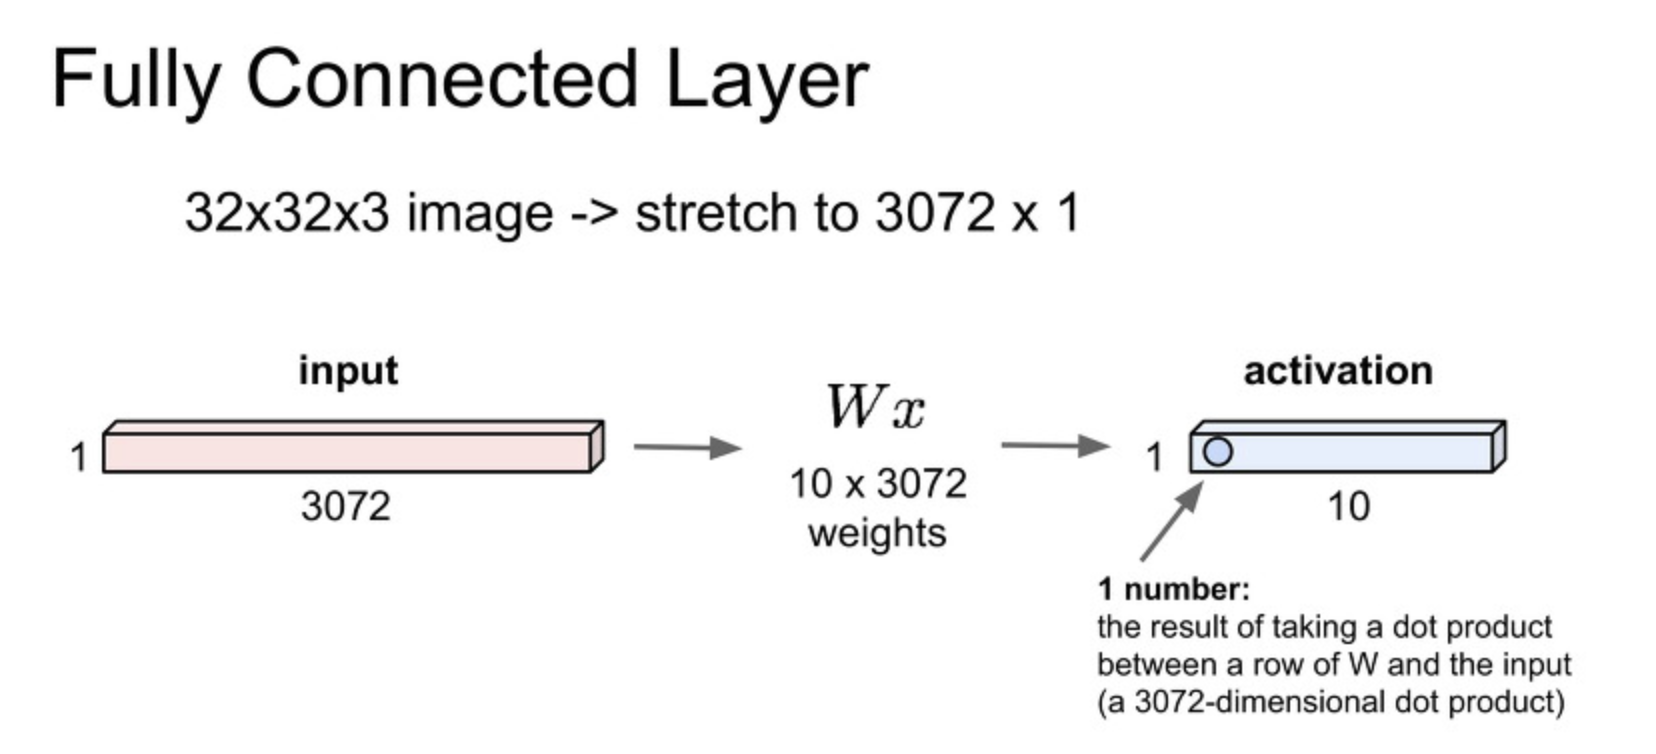 Fully Connected Layer
32x32x3 image -> stretch to 3072 x 1
input
1
3072
Wx
10 x 3072
weights
activation
1
10
1 number:
the result of taking a dot product
between a row of W and the input
(a 3072-dimensional dot product)